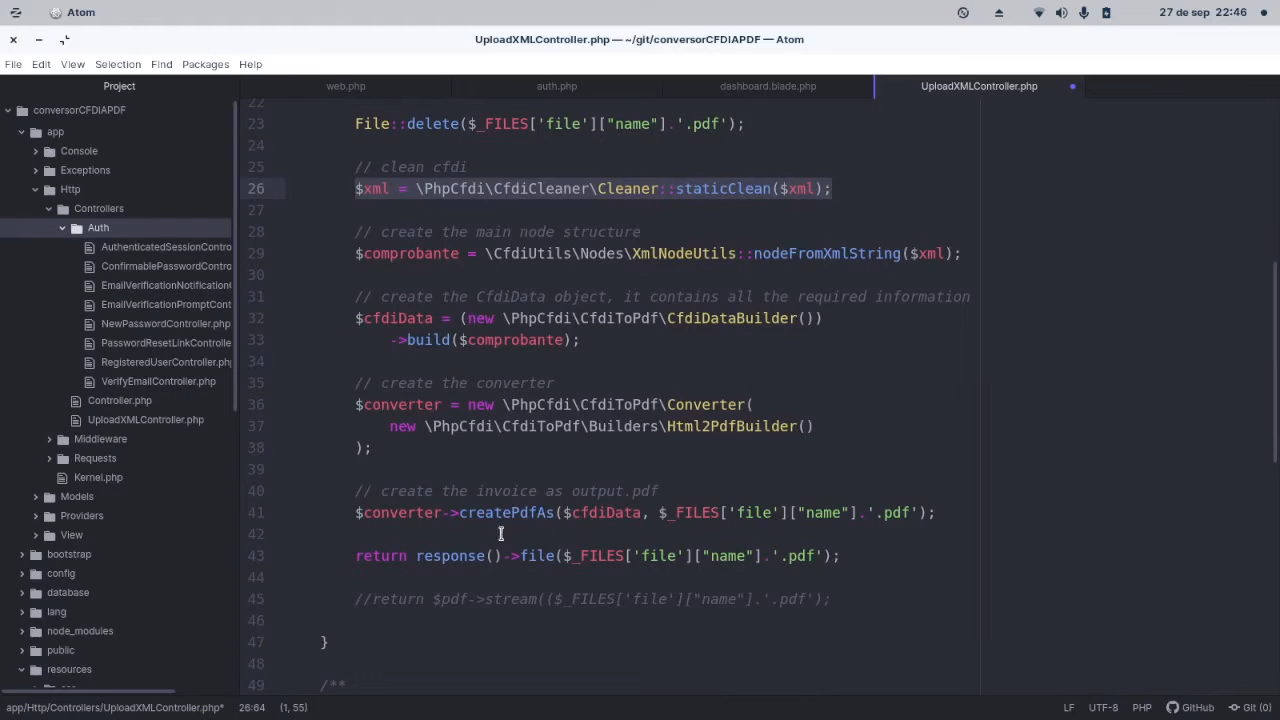 Atom
27 de sep 22:46
UploadXMLController.php — ~/git/conversorCFDIAPDF — Atom
File Edit View Selection Find Packages Help
Project
conversorCFDIAPDF
app
Console
Exceptions
Http
Controllers
Auth
AuthenticatedSessionContro
ConfirmablePasswordContro
EmailVerificationNotification
EmailVerificationPromptCont
NewPasswordController.php
PasswordResetLinkControlle
RegisteredUserController.php
VerifyEmailController.php
Controller.php
UploadXMLController.php
Middleware
Requests
Kernel.php
Models
Providers
View
bootstrap
config
database
lang
node_modules
public
resources
web.php auth.php dashboard.blade.php UploadXMLController.php
22
23 File::delete($_FILES['file']["name"].'.pdf');
24
25 // clean cfdi
26 $xml = \PhpCfdi\CfdiCleaner\Cleaner::staticClean($xml);
27
28 // create the main node structure
29 $comprobante = \CfdiUtils\Nodes\XmlNodeUtils::nodeFromXmlString($xml);
30
31 // create the CfdiData object, it contains all the required information
32 $cfdiData = (new \PhpCfdi\CfdiToPdf\CfdiDataBuilder())
33 ->build($comprobante);
34
35 // create the converter
36 $converter = new \PhpCfdi\CfdiToPdf\Converter(
37 new \PhpCfdi\CfdiToPdf\Builders\Html2PdfBuilder()
38 );
39
40 // create the invoice as output.pdf
41 $converter->createPdfAs($cfdiData, $_FILES['file']["name"].'.pdf');
42
43 return response()->file($_FILES['file']["name"].'.pdf');
44
45 //return $pdf->stream(($_FILES['file']["name"].'.pdf');
46
47 }
48
49 /**
app/Http/Controllers/UploadXMLController.php* 26:64 (1, 55) LF UTF-8 PHP GitHub Git (0)